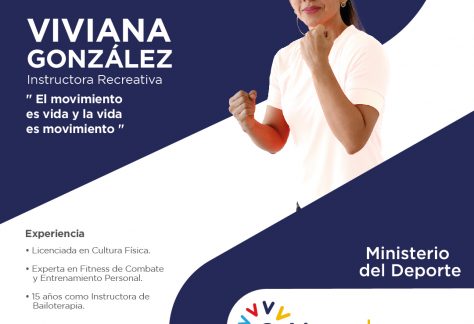 VIVIANA
GONZÁLEZ
Instructora Recreativa
" El movimiento
es vida y la vida
es movimiento "
Experiencia
• Licenciada en Cultura Física.
• Experta en Fitness de Combate
y Entrenamiento Personal.
• 15 años como Instructora de
Bailoterapia.
Ministerio
del Deporte